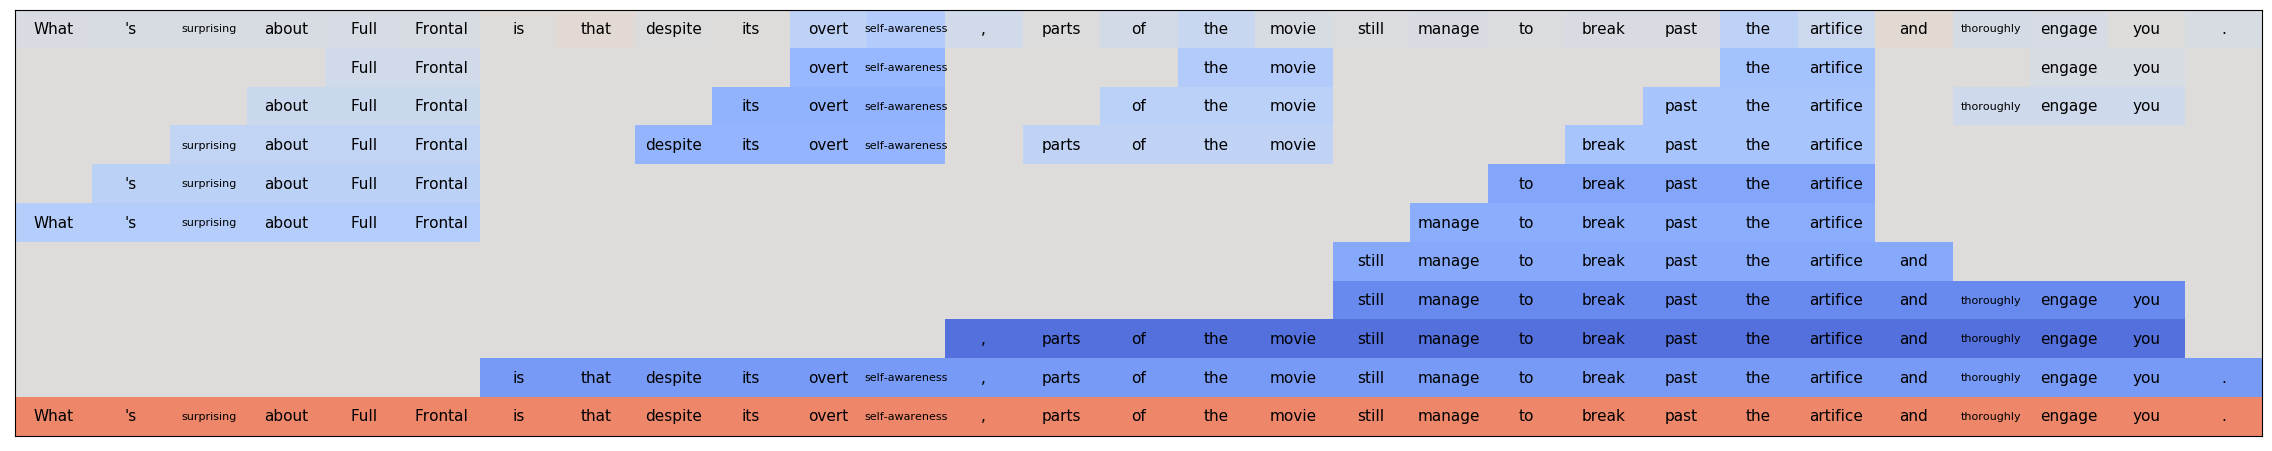 What 's surprising about Full Frontal is that despite its overt self-awareness , parts of the movie still manage to break past the artifice and thoroughly engage you .
Full Frontal overt self-awareness the movie the artifice engage you
about Full Frontal its overt self-awareness of the movie past the artifice thoroughly engage you
surprising about Full Frontal despite its overt self-awareness parts of the movie break past the artifice
's surprising about Full Frontal to break past the artifice
What 's surprising about Full Frontal manage to break past the artifice
still manage to break past the artifice and
still manage to break past the artifice and thoroughly engage you
, parts of the movie still manage to break past the artifice and thoroughly engage you
is that despite its overt self-awareness , parts of the movie still manage to break past the artifice and thoroughly engage you .
What 's surprising about Full Frontal is that despite its overt self-awareness , parts of the movie still manage to break past the artifice and thoroughly engage you .